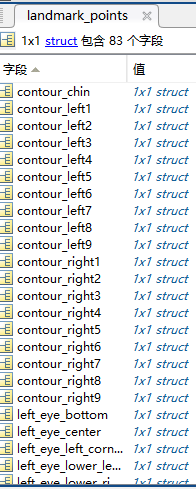 landmark_points
1x1 struct 包含 83 个字段
字段 值
contour_chin 1x1 struct
contour_left1 1x1 struct
contour_left2 1x1 struct
contour_left3 1x1 struct
contour_left4 1x1 struct
contour_left5 1x1 struct
contour_left6 1x1 struct
contour_left7 1x1 struct
contour_left8 1x1 struct
contour_left9 1x1 struct
contour_right1 1x1 struct
contour_right2 1x1 struct
contour_right3 1x1 struct
contour_right4 1x1 struct
contour_right5 1x1 struct
contour_right6 1x1 struct
contour_right7 1x1 struct
contour_right8 1x1 struct
contour_right9 1x1 struct
left_eye_bottom 1x1 struct
left_eye_center 1x1 struct
left_eye_left_corn... 1x1 struct
left_eye_lower_le... 1x1 struct
left_eye_lower_ri... 1x1 struct